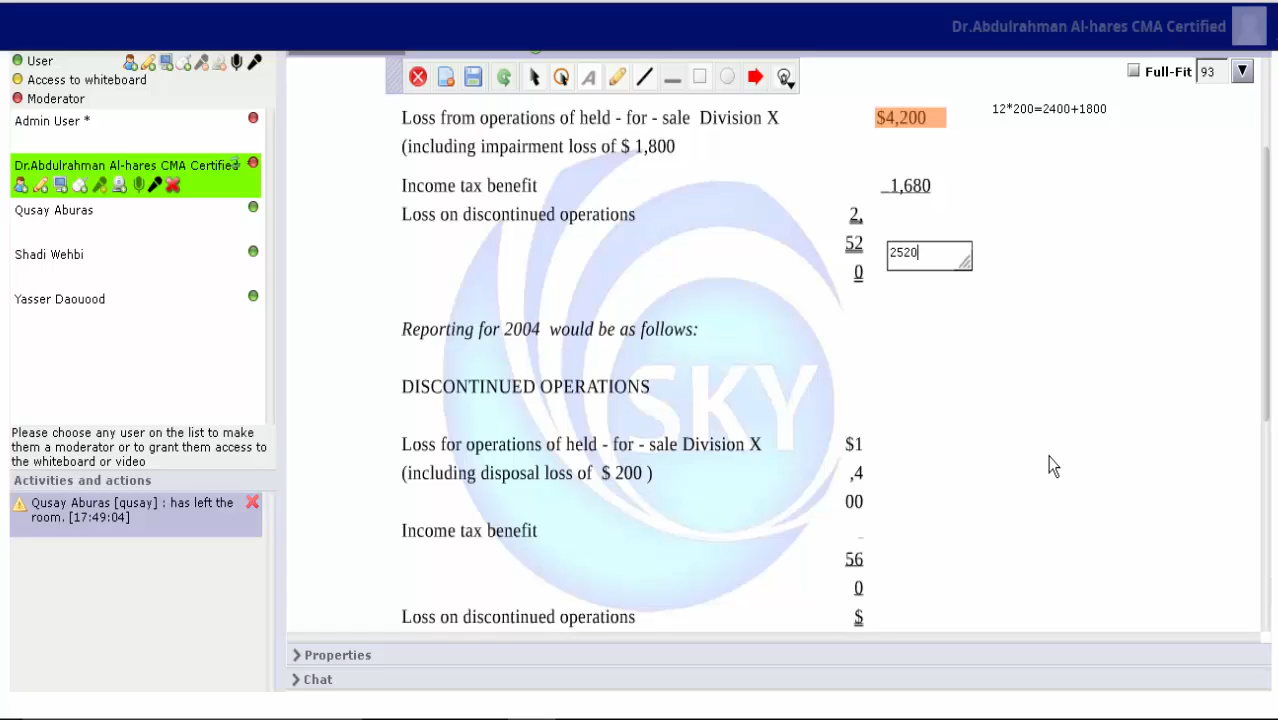 Dr.Abdulrahman Al-hares CMA Certified
User
Access to whiteboard
Moderator
Admin User *
Dr.Abdulrahman Al-hares CMA Certified
Qusay Aburas
Shadi Wehbi
Yasser Daouood
Please choose any user on the list to make
them a moderator or to grant them access to
the whiteboard or video
Activities and actions
Qusay Aburas [qusay] : has left the
room. [17:49:04]
A
Full-Fit 93
Loss from operations of held - for - sale Division X $4,200
12*200=2400+1800
(including impairment loss of $ 1,800
Income tax benefit _1,680
Loss on discontinued operations 2,
52
0
2520
Reporting for 2004 would be as follows:
DISCONTINUED OPERATIONS
SKY
Loss for operations of held - for - sale Division X $1
(including disposal loss of $ 200 ) ,4
00
Income tax benefit _
56
0
Loss on discontinued operations $
Properties
Chat